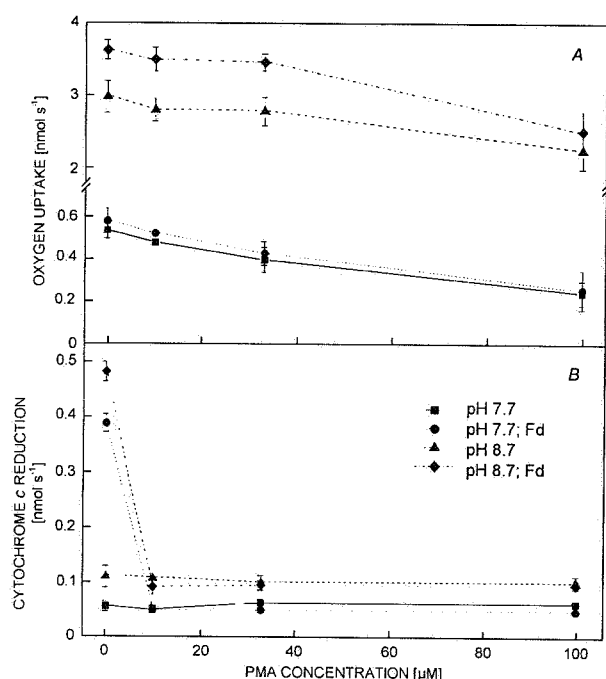 4
A
3
2
OXYGEN UPTAKE [nmol s⁻¹]
0.6
0.4
0.2
0
0.5
B
0.4
0.3
0.2
0.1
0
CYTOCHROME c REDUCTION
[nmol s⁻¹]
pH 7.7
pH 7.7; Fd
pH 8.7
pH 8.7; Fd
0 20 40 60 80 100
PMA CONCENTRATION [µM]